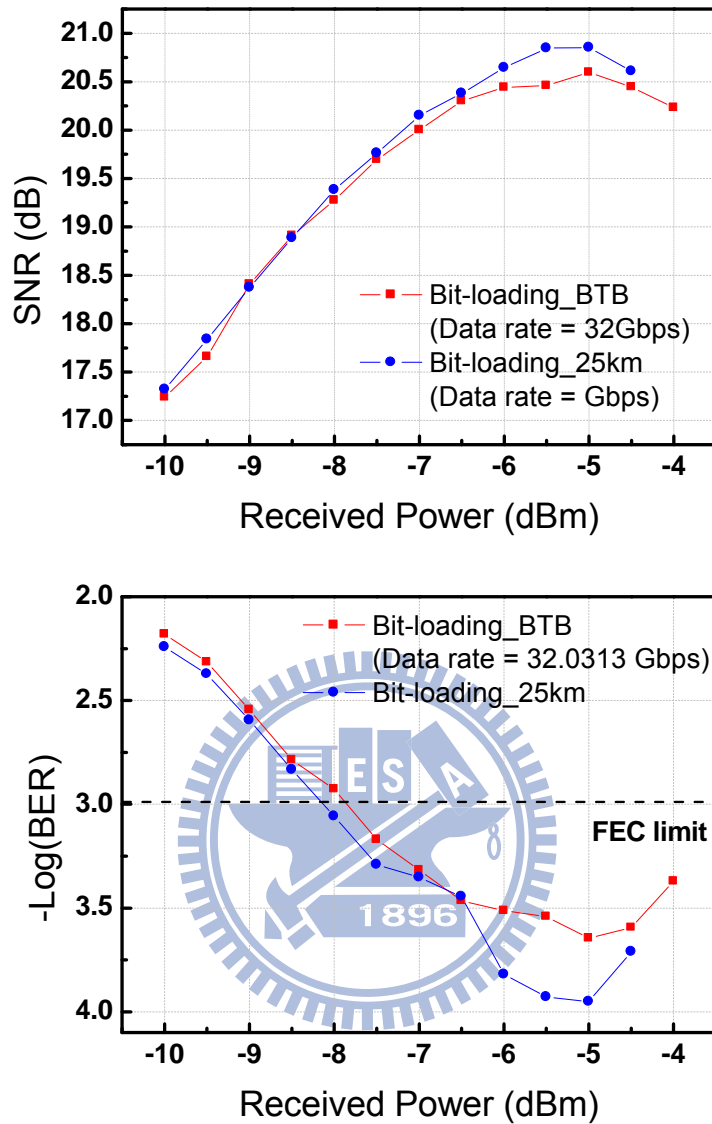 21.0
20.5
20.0
19.5
19.0
18.5
18.0
17.5
17.0
SNR (dB)
Bit-loading_BTB
(Data rate = 32Gbps)
Bit-loading_25km
(Data rate = Gbps)
-10 -9 -8 -7 -6 -5 -4
Received Power (dBm)
2.0
2.5
3.0
3.5
4.0
-Log(BER)
Bit-loading_BTB
(Data rate = 32.0313 Gbps)
Bit-loading_25km
E S A
FEC limit
8
1896
-10 -9 -8 -7 -6 -5 -4
Received Power (dBm)